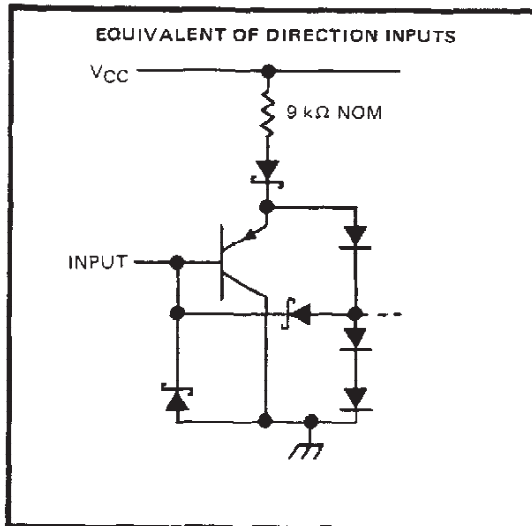 EQUIVALENT OF DIRECTION INPUTS
VCC
9 kΩ NOM
INPUT